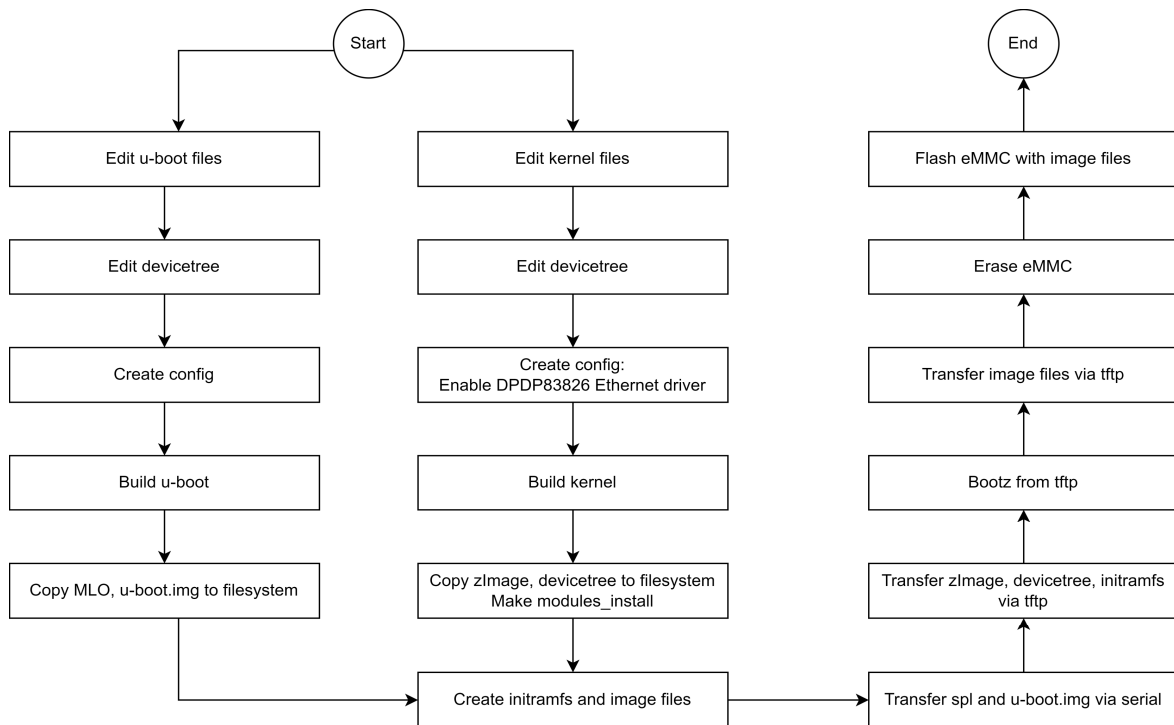 Start
Edit u-boot files
Edit devicetree
Create config
Build u-boot
Copy MLO, u-boot.img to filesystem
Edit kernel files
Edit devicetree
Create config:
Enable DPDP83826 Ethernet driver
Build kernel
Copy zImage, devicetree to filesystem
Make modules_install
Create initramfs and image files
Transfer spl and u-boot.img via serial
Transfer zImage, devicetree, initramfs
via tftp
Bootz from tftp
Transfer image files via tftp
Erase eMMC
Flash eMMC with image files
End